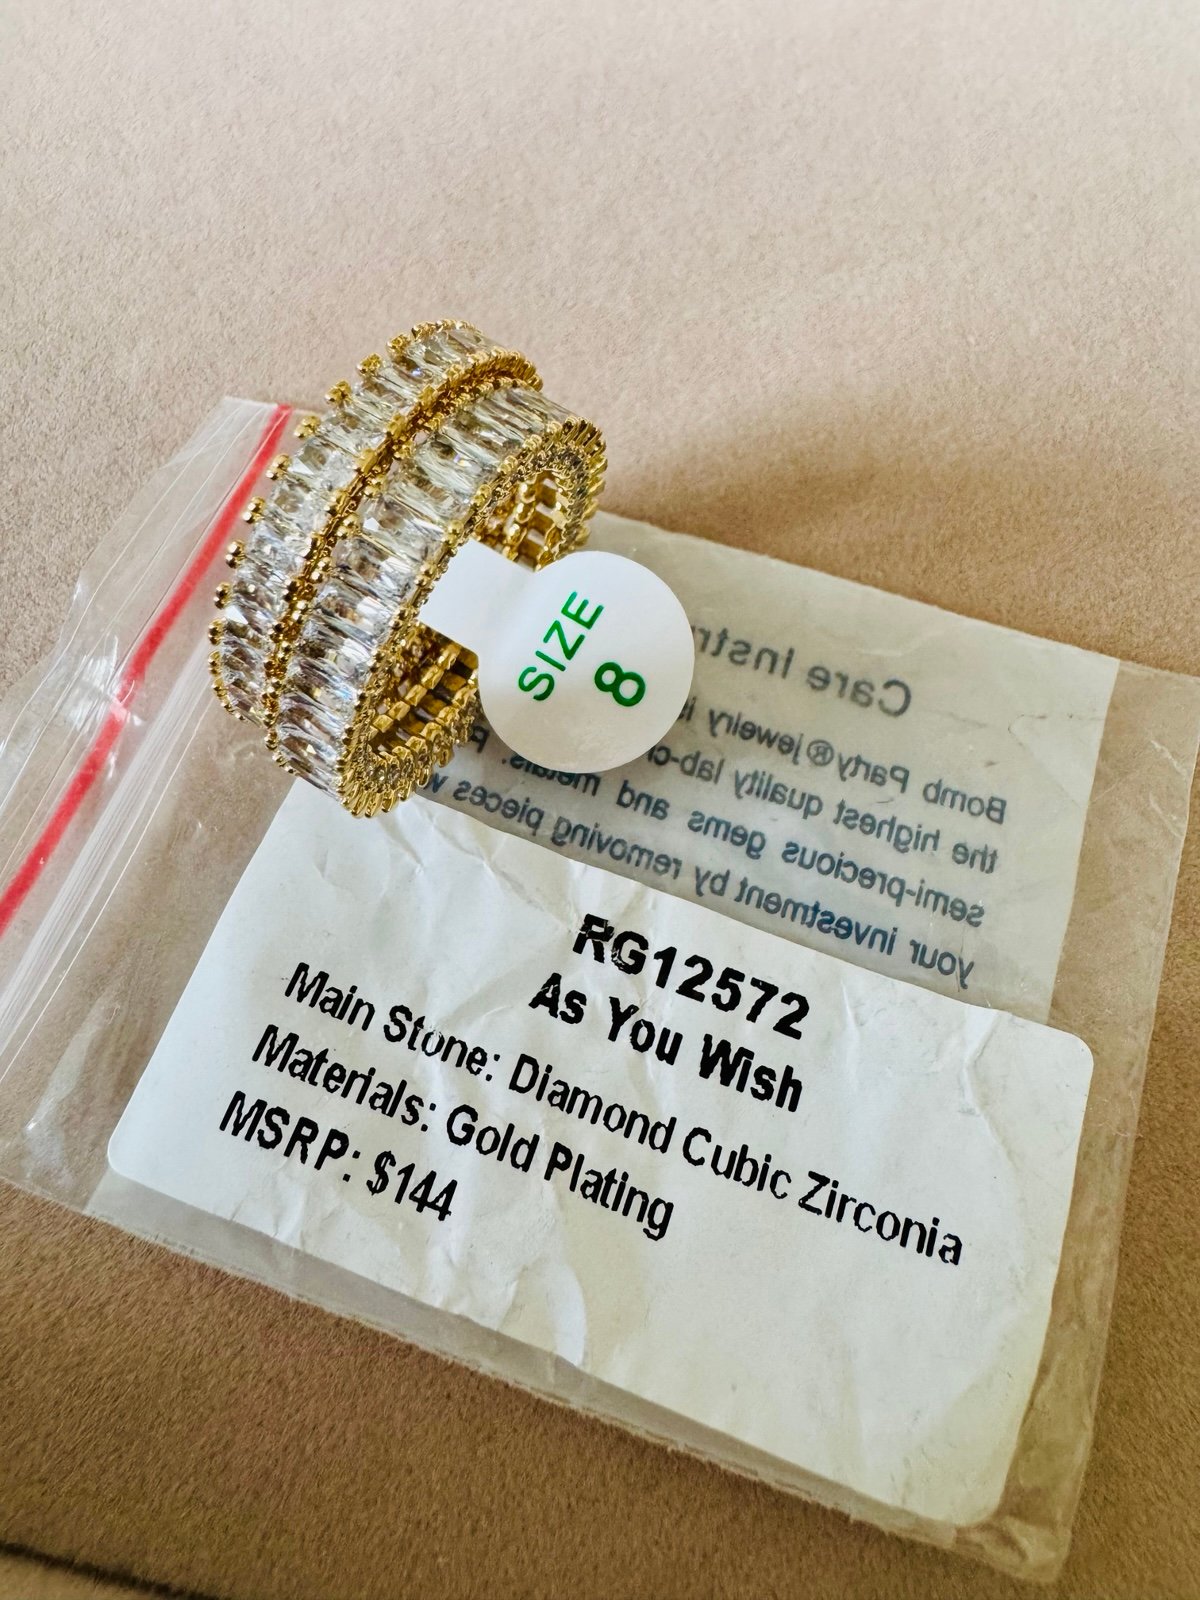 SIZE
8
Care Instr
Bomb Party® jewelry
the highest quality lab-cr
semi-precious gems and metals. P
your investment by removing pieces w
RG12572
As You Wish
Main Stone: Diamond Cubic Zirconia
Materials: Gold Plating
MSRP: $144